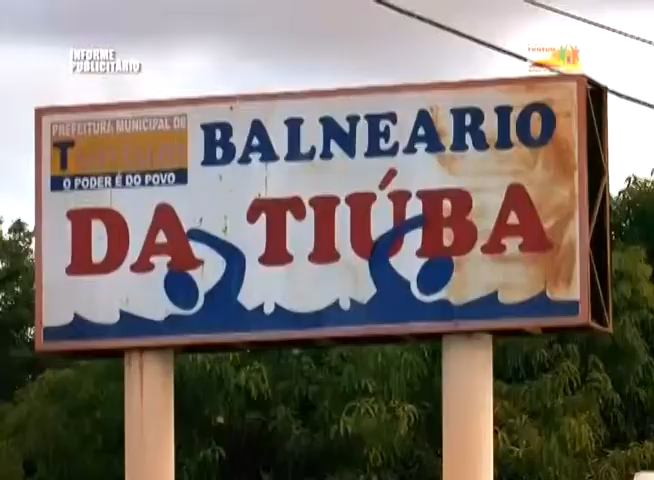 INFORME
PUBLICITÁRIO
PREFEITURA MUNICIPAL DE
O PODER É DO POVO
BALNEARIO
DA TIÚBA